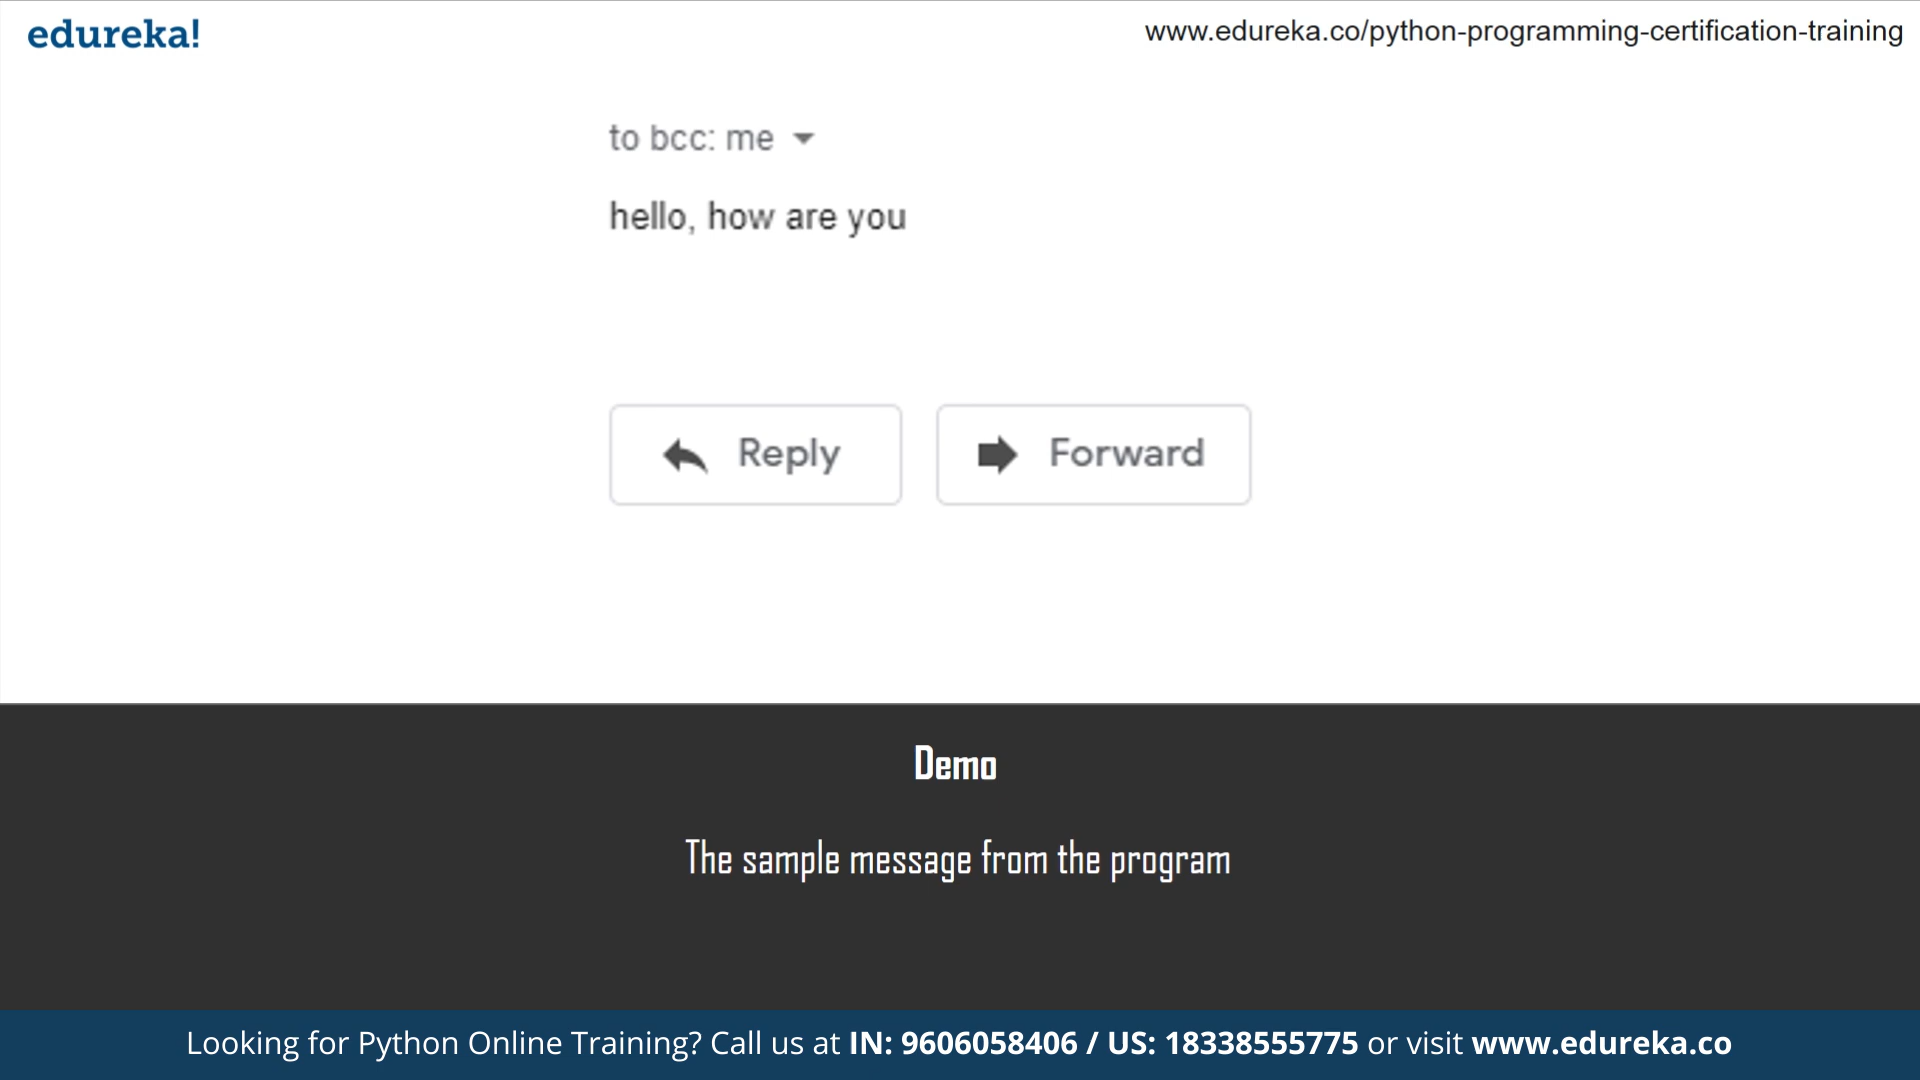 edureka!
www.edureka.co/python-programming-certification-training
to bcc: me
hello, how are you
Reply
Forward
Demo
The sample message from the program
Looking for Python Online Training? Call us at IN: 9606058406 / US: 18338555775 or visit www.edureka.co